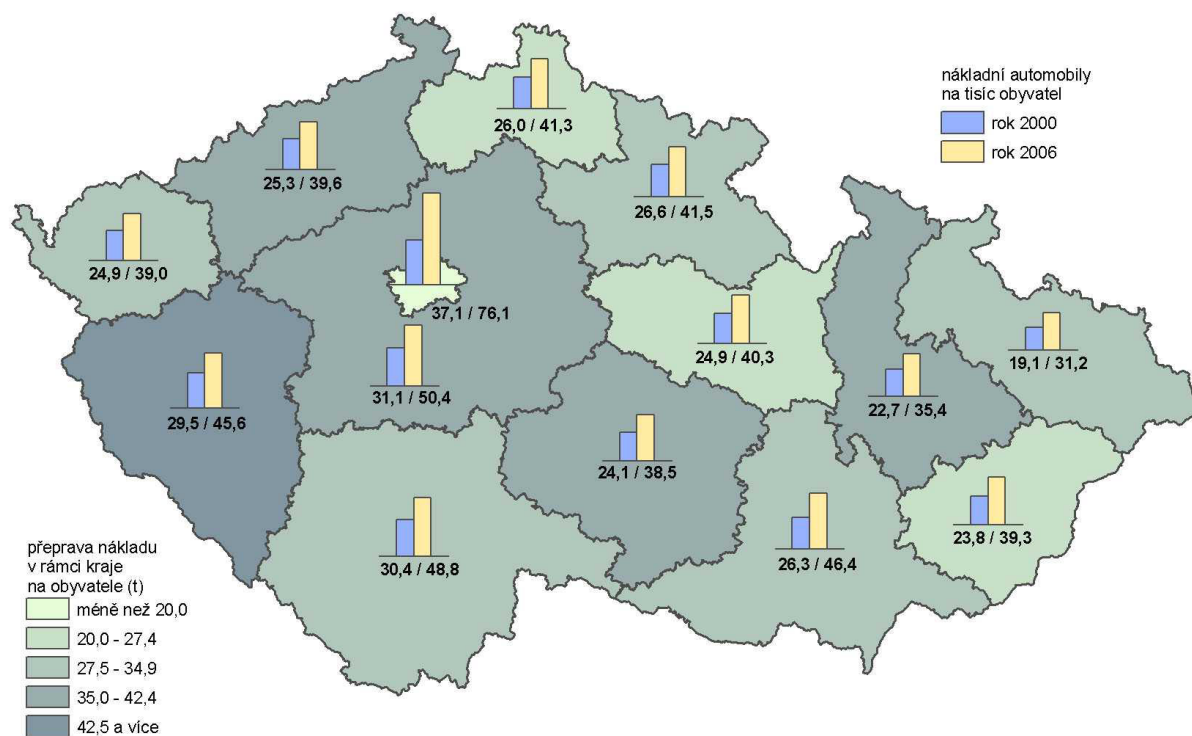 nákladní automobily
na tisíc obyvatel
rok 2000
rok 2006
26,0 / 41,3
25,3 / 39,6
26,6 / 41,5
24,9 / 39,0
37,1 / 76,1
24,9 / 40,3
19,1 / 31,2
31,1 / 50,4
22,7 / 35,4
29,5 / 45,6
24,1 / 38,5
23,8 / 39,3
30,4 / 48,8
26,3 / 46,4
přeprava nákladu
v rámci kraje
na obyvatele (t)
méně než 20,0
20,0 - 27,4
27,5 - 34,9
35,0 - 42,4
42,5 a více